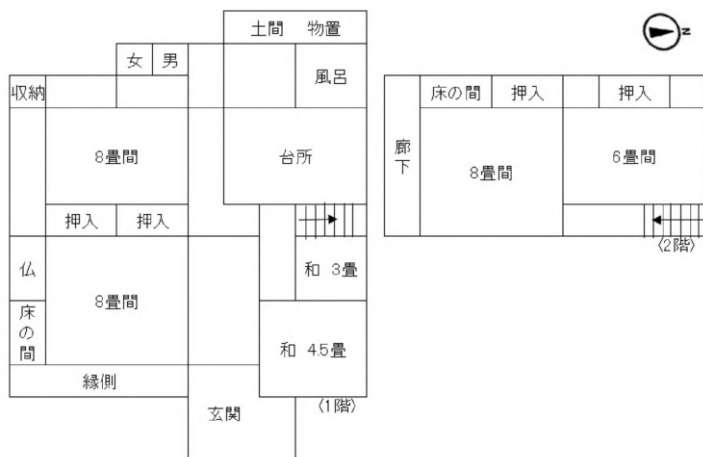 土間 物置
女 男
風呂
収納
8畳間
台所
押入 押入
仏
8畳間
和 3畳
床の間
和 4.5畳
縁側
〈1階〉
玄関
N
床の間 押入 押入
廊下
8畳間
6畳間
〈2階〉